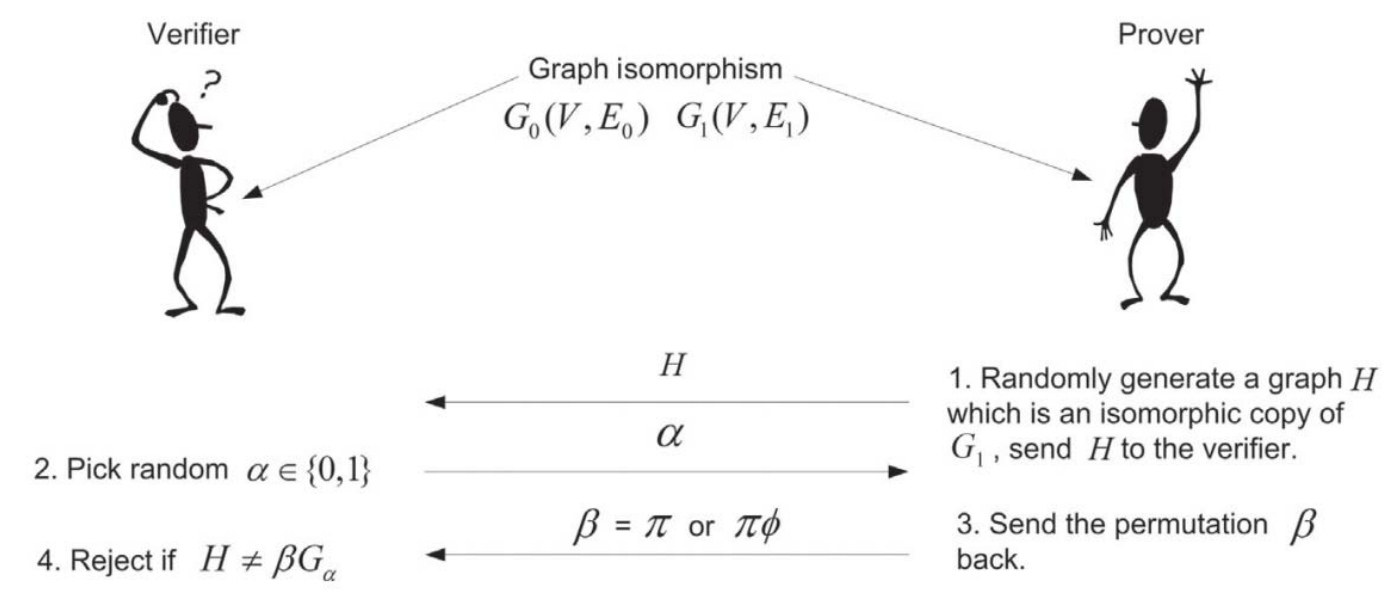 Verifier
Prover
?
Graph isomorphism
G₀(V,E₀) G₁(V,E₁)
H
1. Randomly generate a graph H
which is an isomorphic copy of
G₁ , send H to the verifier.
α
2. Pick random α ∈ {0,1}
β = π or πϕ
3. Send the permutation β
back.
4. Reject if H ≠ βG_α